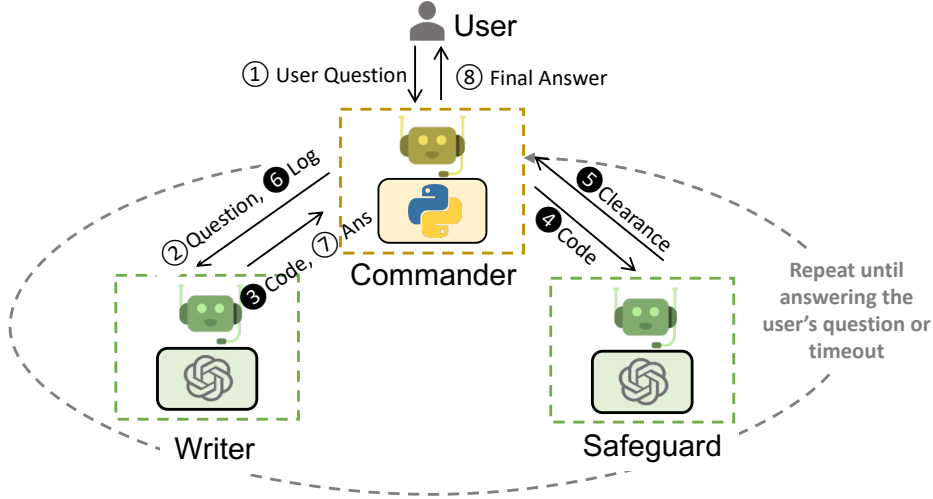 User
① User Question
⑧ Final Answer
② Question, ❻ Log
❸ Code, ⑦ Ans
Commander
❹ Code
❺ Clearance
Repeat until
answering the
user's question or
timeout
Writer
Safeguard